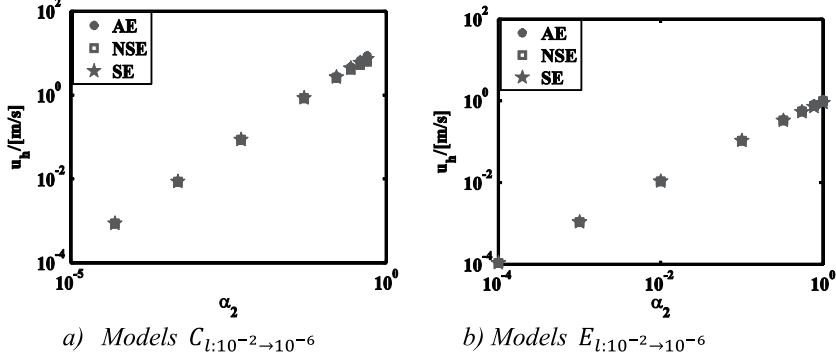 10² 10²
AE AE
NSE NSE
SE SE
10⁰ 10⁰
uₕ/[m/s] uₕ/[m/s]
10⁻² 10⁻²
10⁻⁴ 10⁻⁴
10⁻⁵ 10⁰ 10⁻⁴ 10⁻² 10⁰
α₂ α₂
a) Models C_{l:10⁻²→10⁻⁶} b) Models E_{l:10⁻²→10⁻⁶}